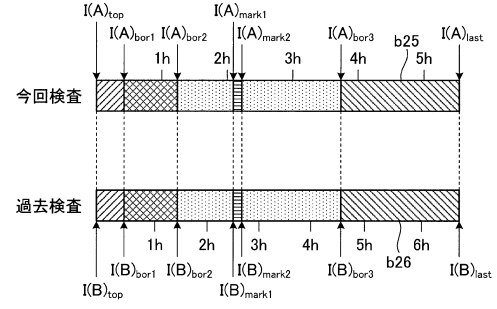 I(A)top
I(A)mark1
I(A)bor1 I(A)bor2 I(A)mark2 I(A)bor3 b25 I(A)last
1h 2h 3h 4h 5h
今回検査
過去検査
1h 2h 3h 4h 5h b26 6h
I(B)bor1 I(B)bor2 I(B)mark2 I(B)bor3 I(B)last
I(B)top I(B)mark1